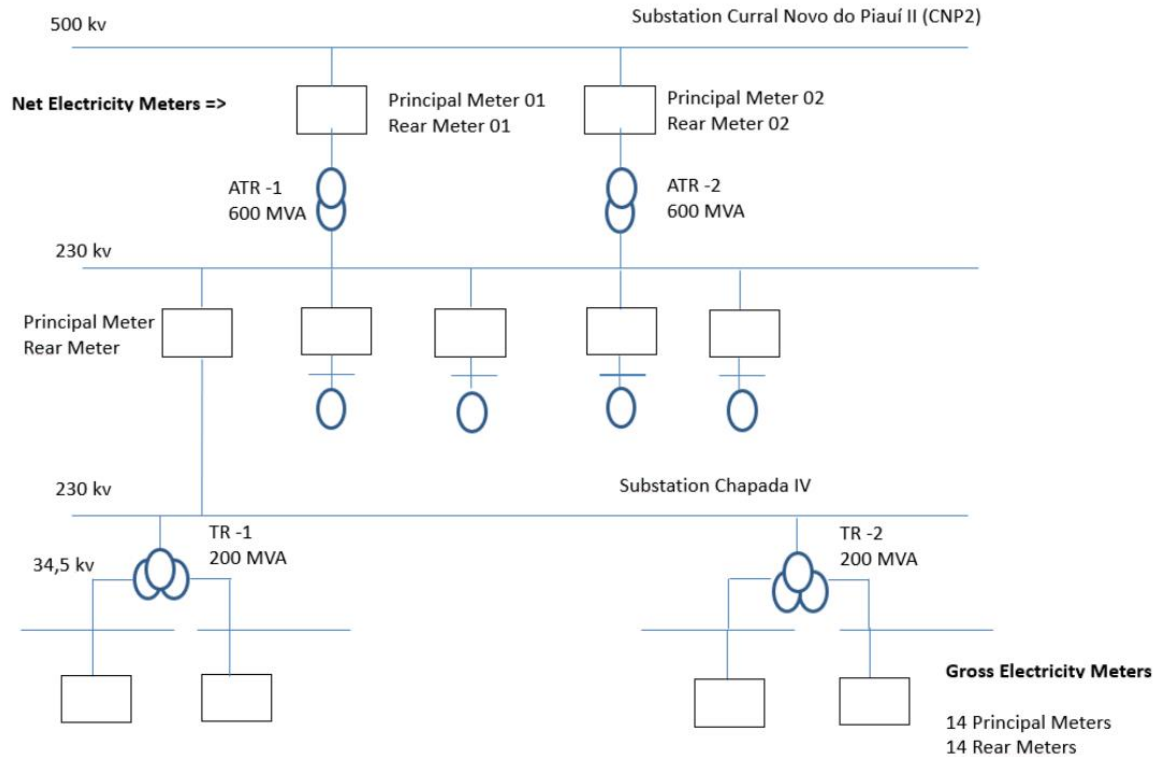 Substation Curral Novo do Piauí II (CNP2)
500 kv
Net Electricity Meters =>
Principal Meter 01
Rear Meter 01
Principal Meter 02
Rear Meter 02
ATR -1
600 MVA
ATR -2
600 MVA
230 kv
Principal Meter
Rear Meter
230 kv
Substation Chapada IV
TR -1
200 MVA
TR -2
200 MVA
34,5 kv
Gross Electricity Meters
14 Principal Meters
14 Rear Meters